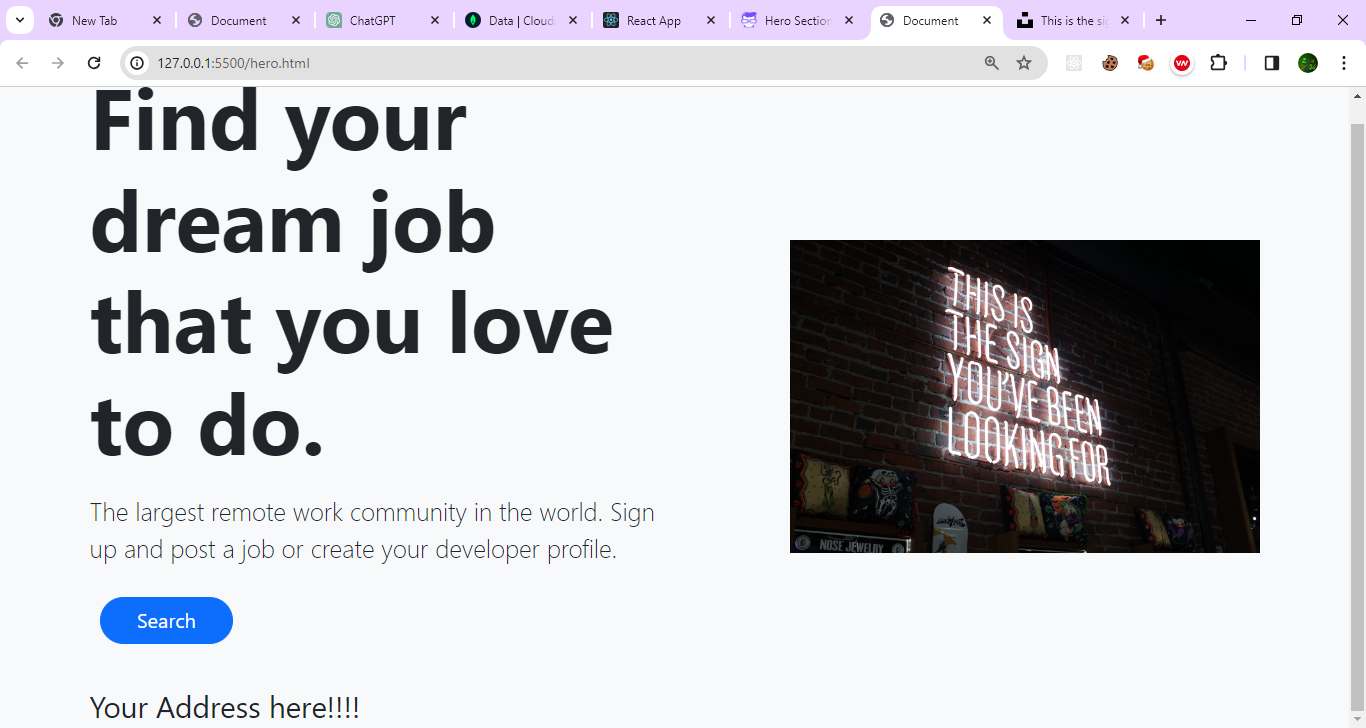 New Tab
Document
ChatGPT
Data | Clouds
React App
Hero Section
Document
This is the sig
127.0.0.1:5500/hero.html
Find your
dream job
that you love
to do.
The largest remote work community in the world. Sign
up and post a job or create your developer profile.
Search
Your Address here!!!!
THIS IS
THE SIGN
YOU'VE BEEN
LOOKING FOR
NOSE JEWELRY